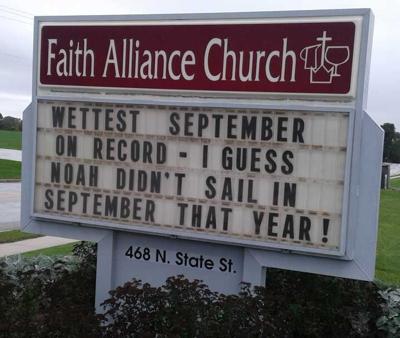 Faith Alliance Church
WETTEST SEPTEMBER
ON RECORD - I GUESS
NOAH DIDN'T SAIL IN
SEPTEMBER THAT YEAR!
468 N. State St.